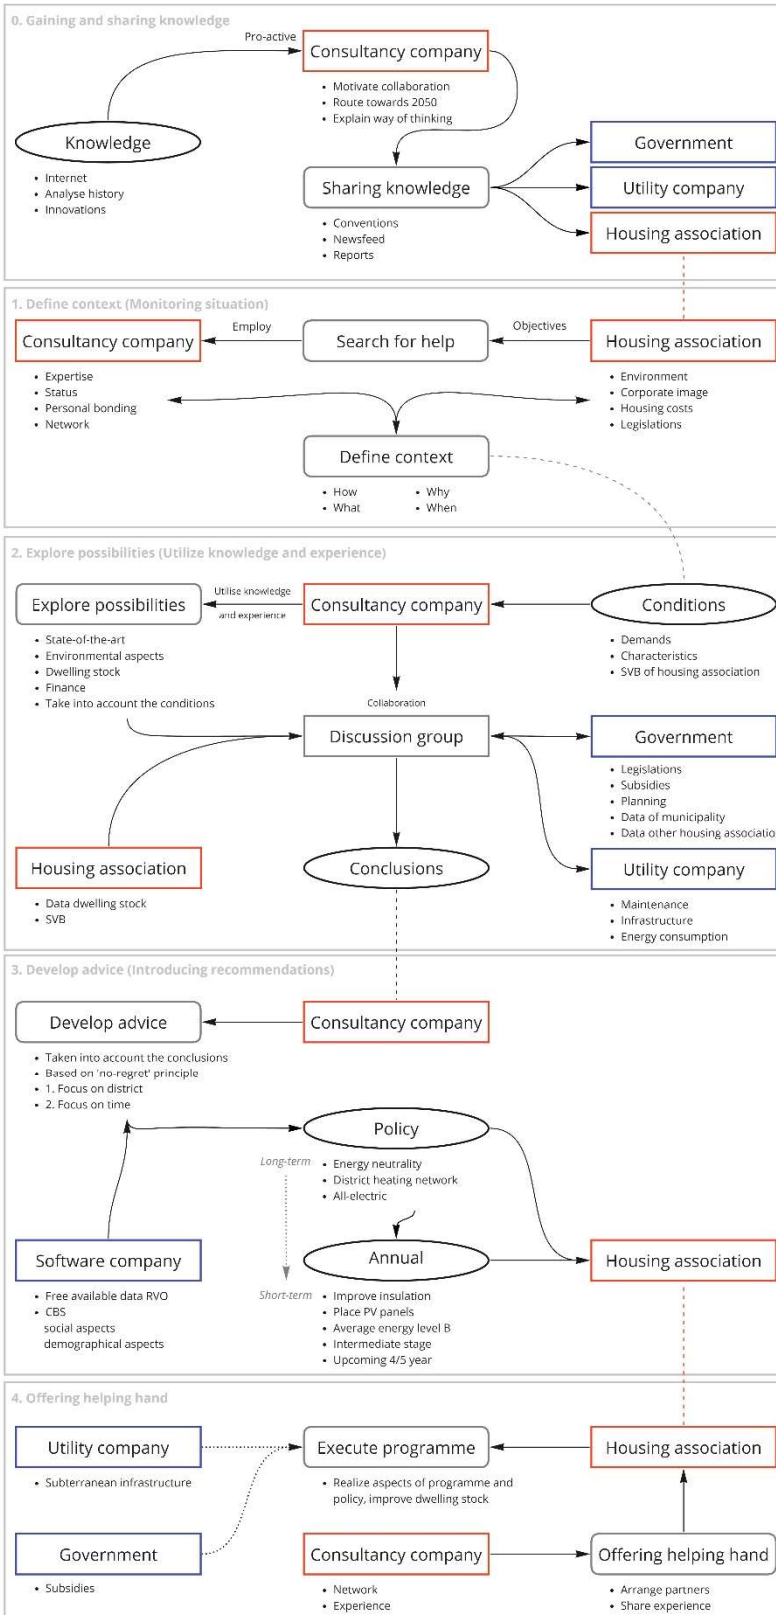 0. Gaining and sharing knowledge
Pro-active
Consultancy company
• Motivate collaboration
• Route towards 2050
• Explain way of thinking
Knowledge
• Internet
• Analyse history
• Innovations
Sharing knowledge
• Conventions
• Newsfeed
• Reports
Government
Utility company
Housing association
1. Define context (Monitoring situation)
Consultancy company
Employ
Search for help
Objectives
Housing association
• Expertise
• Status
• Personal bonding
• Network
• Environment
• Corporate image
• Housing costs
• Legislations
Define context
• How
• Why
• What
• When
2. Explore possibilities (Utilize knowledge and experience)
Explore possibilities
Utilise knowledge
and experience
Consultancy company
Conditions
• State-of-the-art
• Environmental aspects
• Dwelling stock
• Finance
• Take into account the conditions
• Demands
• Characteristics
• SVB of housing association
Collaboration
Discussion group
Government
• Legislations
• Subsidies
• Planning
• Data of municipality
• Data other housing associatio
Housing association
• Data dwelling stock
• SVB
Conclusions
Utility company
• Maintenance
• Infrastructure
• Energy consumption
3. Develop advice (Introducing recommendations)
Develop advice
Consultancy company
• Taken into account the conclusions
• Based on 'no-regret' principle
• 1. Focus on district
• 2. Focus on time
Policy
Long-term
• Energy neutrality
• District heating network
• All-electric
Software company
Annual
Housing association
• Free available data RVO
• CBS
social aspects
demographical aspects
Short-term
• Improve insulation
• Place PV panels
• Average energy level B
• Intermediate stage
• Upcoming 4/5 year
4. Offering helping hand
Utility company
• Subterranean infrastructure
Execute programme
• Realize aspects of programme and
policy, improve dwelling stock
Housing association
Government
• Subsidies
Consultancy company
• Network
• Experience
Offering helping hand
• Arrange partners
• Share experience